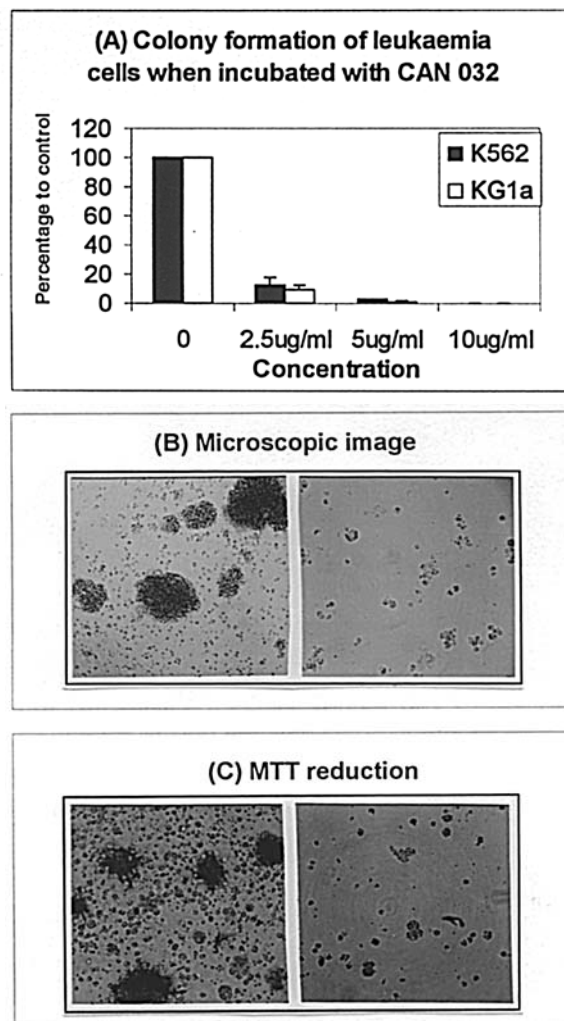 (A) Colony formation of leukaemia
cells when incubated with CAN 032
Percentage to control
120
100
80
60
40
20
0
K562
KG1a
0 2.5ug/ml 5ug/ml 10ug/ml
Concentration
(B) Microscopic image
(C) MTT reduction